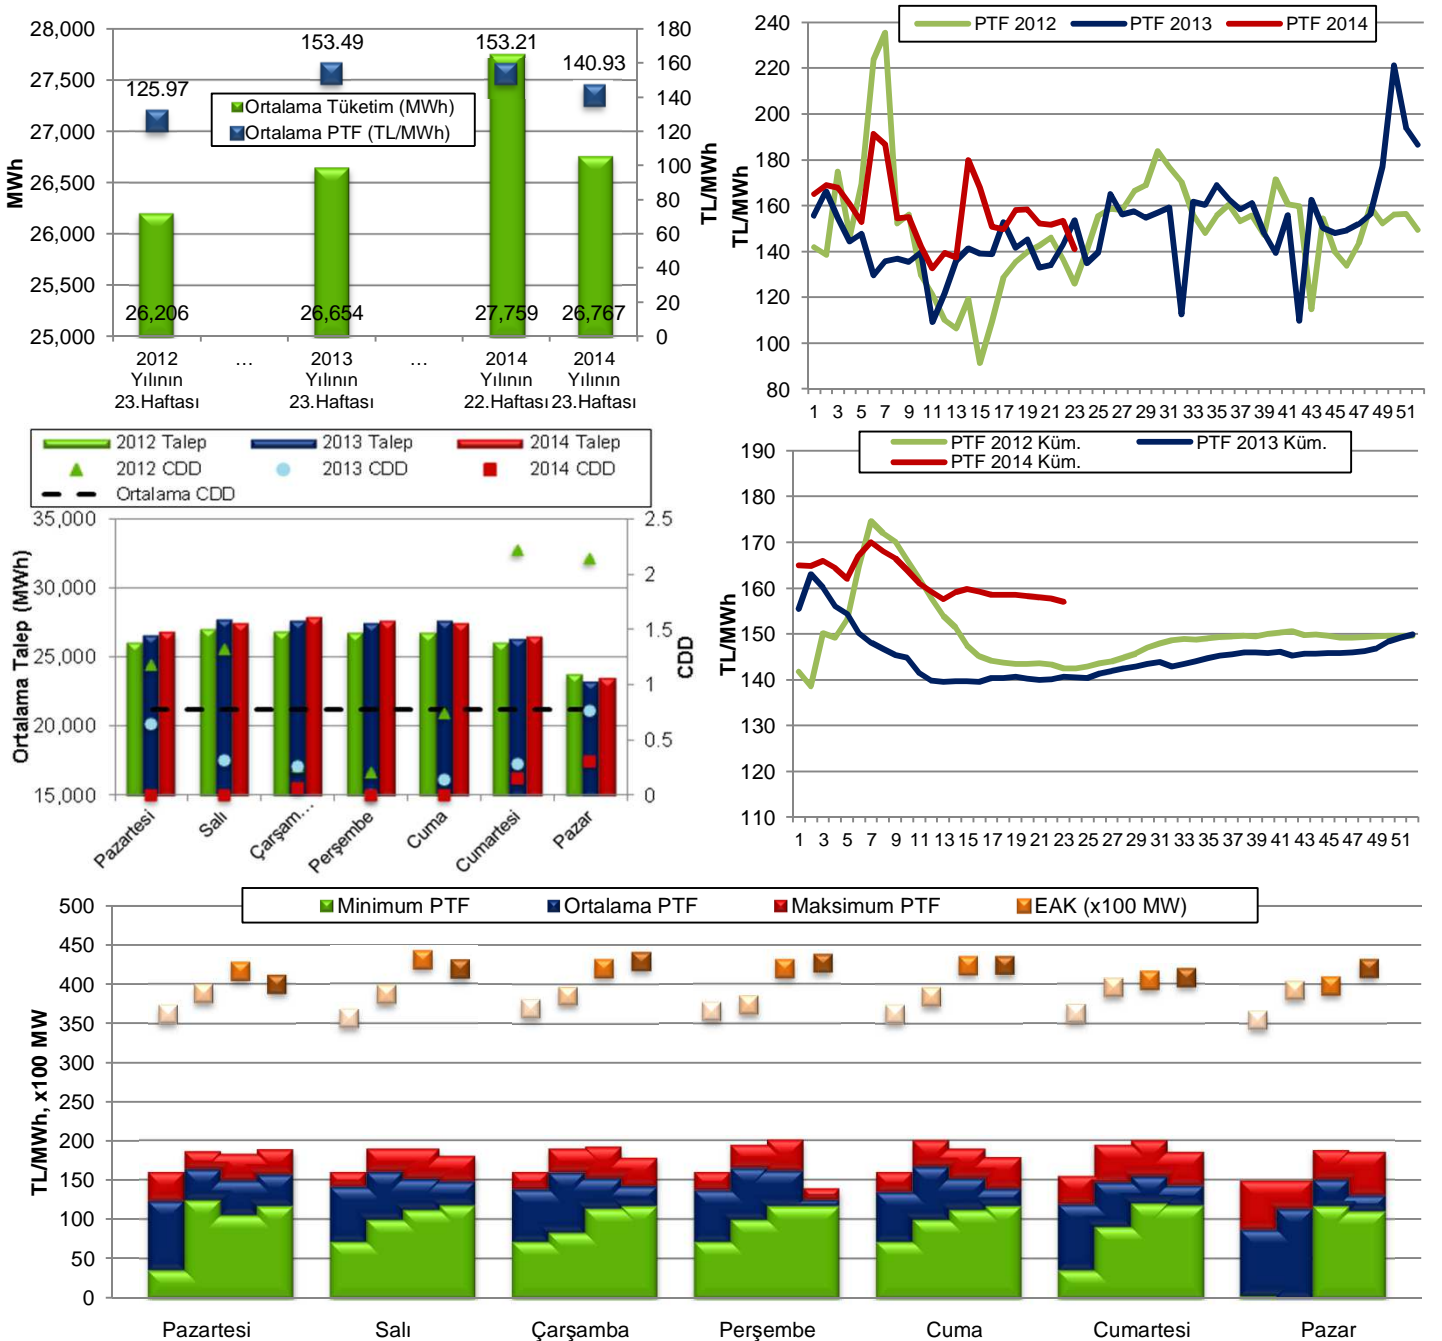 28,000
27,500
27,000
26,500
26,000
25,500
25,000
MWh
180
160
140
120
100
80
60
40
20
0
TL/MWh
125.97
153.49
153.21
140.93
Ortalama Tüketim (MWh)
Ortalama PTF (TL/MWh)
26,206
26,654
27,759
26,767
2012
Yılının
23.Haftası
...
2013
Yılının
23.Haftası
...
2014
Yılının
22.Haftası
2014
Yılının
23.Haftası
PTF 2012 PTF 2013 PTF 2014
240
220
200
180
160
140
120
100
80
TL/MWh
1 3 5 7 9 11 13 15 17 19 21 23 25 27 29 31 33 35 37 39 41 43 45 47 49 51
2012 Talep 2013 Talep 2014 Talep
2012 CDD 2013 CDD 2014 CDD
Ortalama CDD
35,000
30,000
25,000
20,000
15,000
Ortalama Talep (MWh)
2.5
2
1.5
1
0.5
0
CDD
Pazartesi
Salı
Çarşam...
Perşembe
Cuma
Cumartesi
Pazar
PTF 2012 Küm. PTF 2013 Küm.
PTF 2014 Küm.
190
180
170
160
150
140
130
120
110
TL/MWh
1 3 5 7 9 11 13 15 17 19 21 23 25 27 29 31 33 35 37 39 41 43 45 47 49 51
Minimum PTF Ortalama PTF Maksimum PTF EAK (x100 MW)
500
450
400
350
300
250
200
150
100
50
0
TL/MWh, x100 MW
Pazartesi Salı Çarşamba Perşembe Cuma Cumartesi Pazar